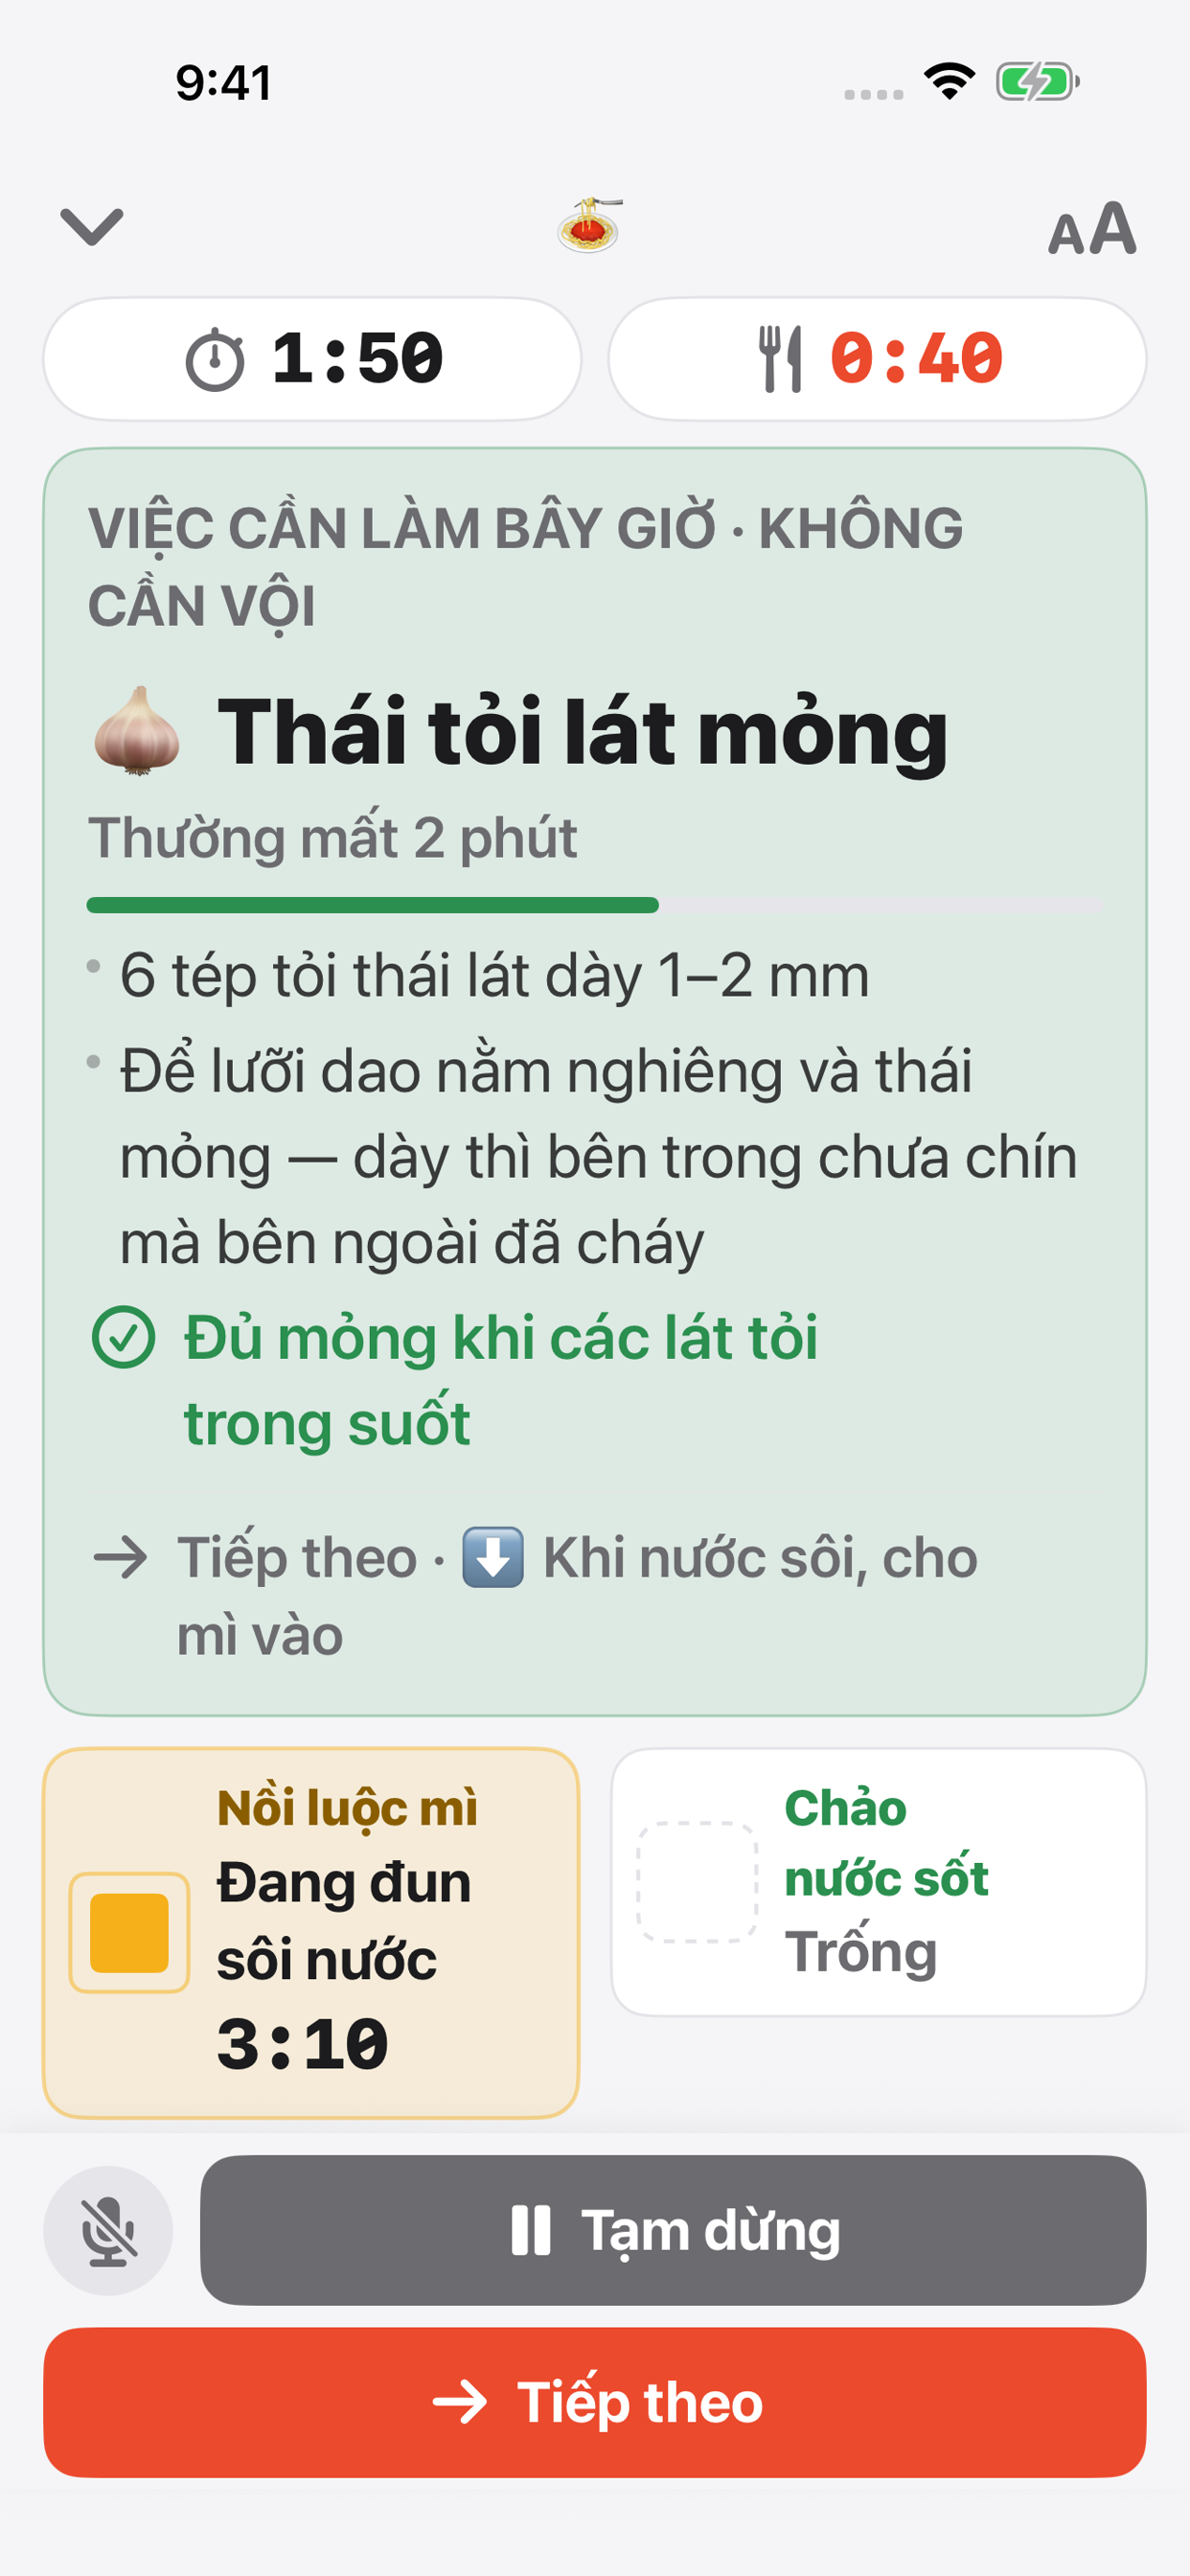 9:41
AA
1:50
0:40
VIỆC CẦN LÀM BÂY GIỜ · KHÔNG
CẦN VỘI
Thái tỏi lát mỏng
Thường mất 2 phút
• 6 tép tỏi thái lát dày 1–2 mm
• Để lưỡi dao nằm nghiêng và thái
mỏng — dày thì bên trong chưa chín
mà bên ngoài đã cháy
Đủ mỏng khi các lát tỏi
trong suốt
→ Tiếp theo · ⬇️ Khi nước sôi, cho
mì vào
Nồi luộc mì
Đang đun
sôi nước
3:10
Chảo
nước sốt
Trống
Tạm dừng
→ Tiếp theo